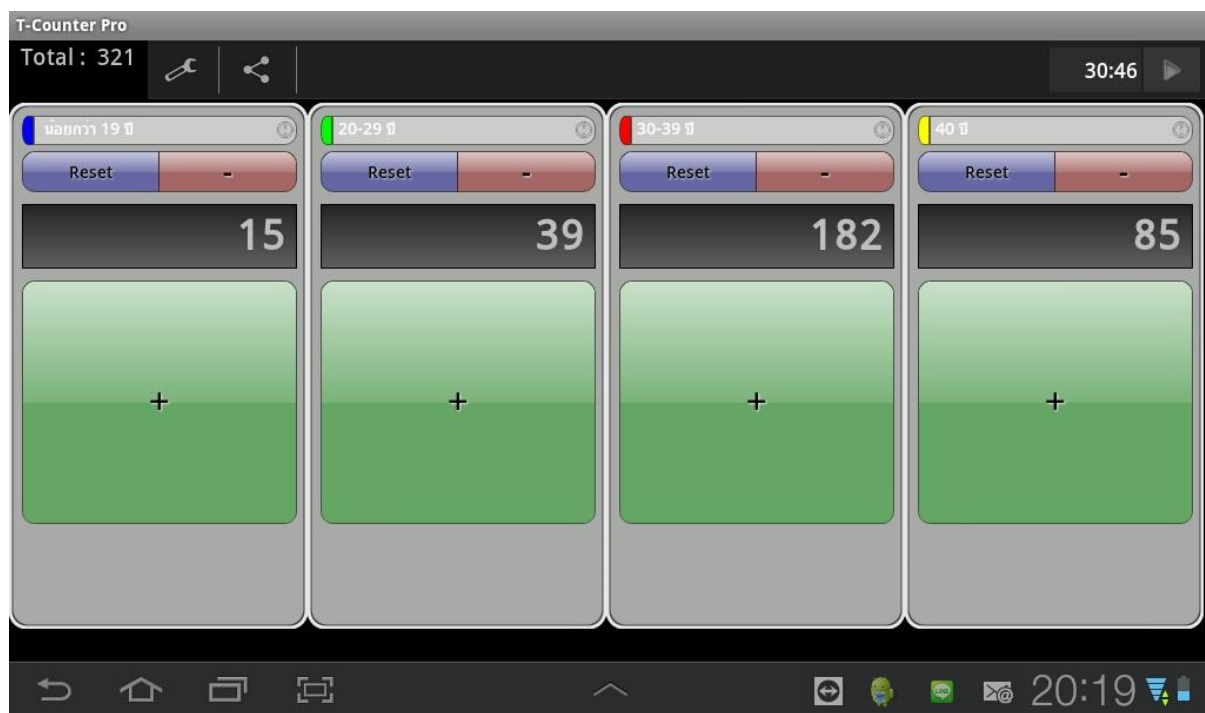 T-Counter Pro
Total : 321
30:46
น้อยกว่า 19 ปี
20-29 ปี
30-39 ปี
40 ปี
Reset -
Reset -
Reset -
Reset -
15
39
182
85
+
+
+
+
LINE
20:19